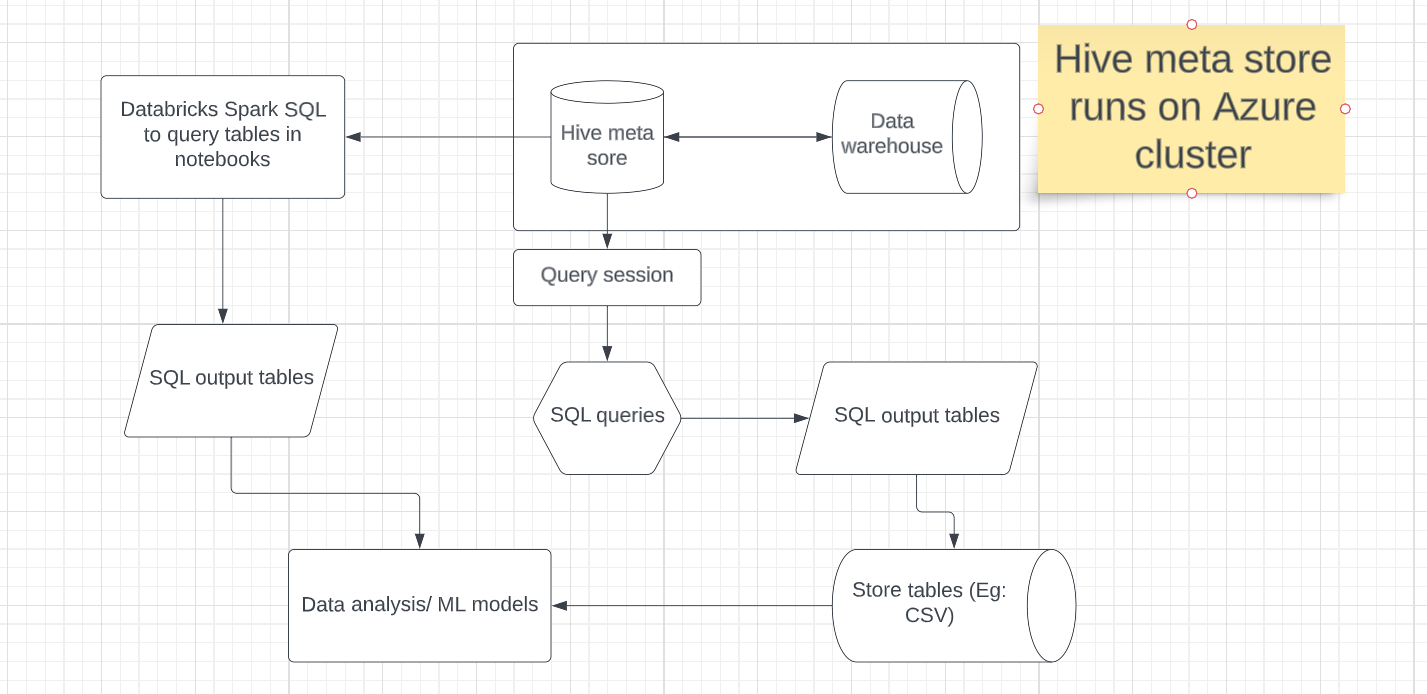 Hive meta store
runs on Azure
cluster
Databricks Spark SQL
to query tables in
notebooks
Hive meta
sore
Data
warehouse
Query session
SQL output tables
SQL queries
SQL output tables
Data analysis/ ML models
Store tables (Eg:
CSV)